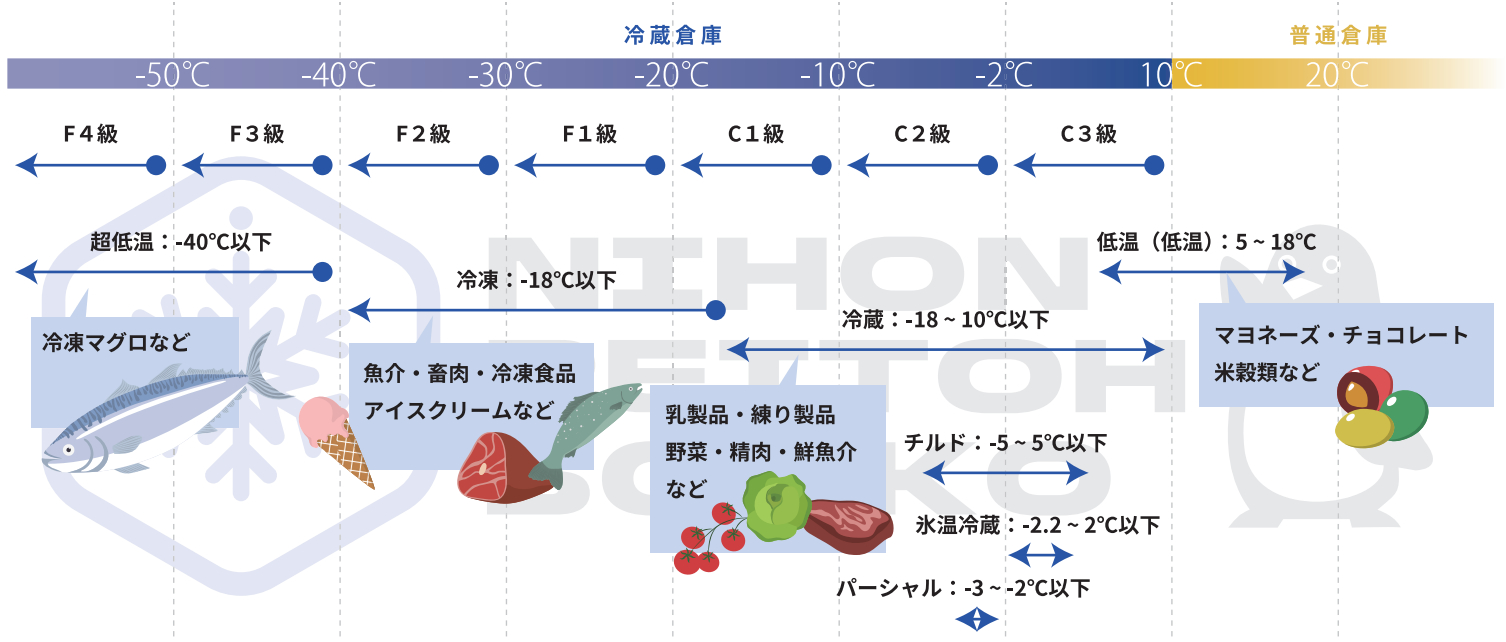 冷蔵倉庫
普通倉庫
-50℃ -40℃ -30℃ -20℃ -10℃ -2℃ 10℃ 20℃
F4級 F3級 F2級 F1級 C1級 C2級 C3級
超低温：-40℃以下
低温（低温）：5 ~ 18℃
冷凍：-18℃以下
冷蔵：-18 ~ 10℃以下
冷凍マグロなど
魚介・畜肉・冷凍食品
アイスクリームなど
乳製品・練り製品
野菜・精肉・鮮魚介
など
マヨネーズ・チョコレート
米穀類など
チルド：-5 ~ 5℃以下
氷温冷蔵：-2.2 ~ 2℃以下
パーシャル：-3 ~ -2℃以下
NIHON
REITOH
SOKO